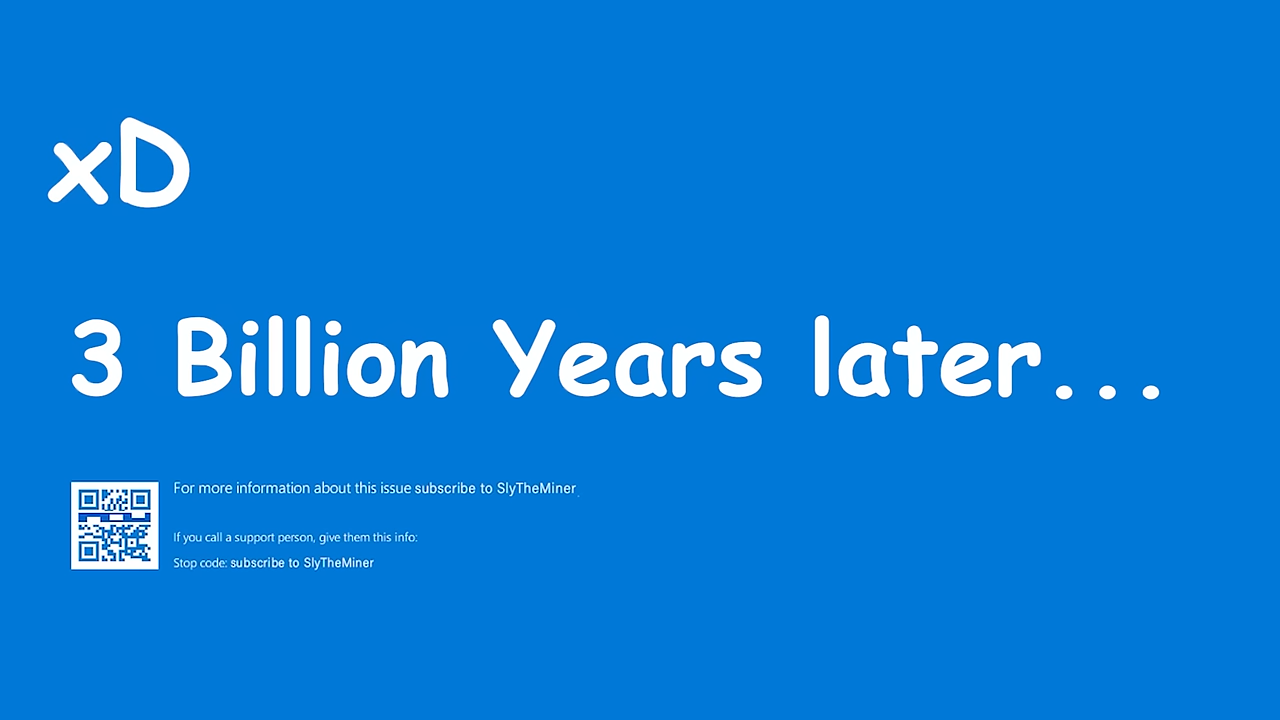 xD
3 Billion Years later...
For more information about this issue subscribe to SlyTheMiner.
If you call a support person, give them this info:
Stop code: subscribe to SlyTheMiner